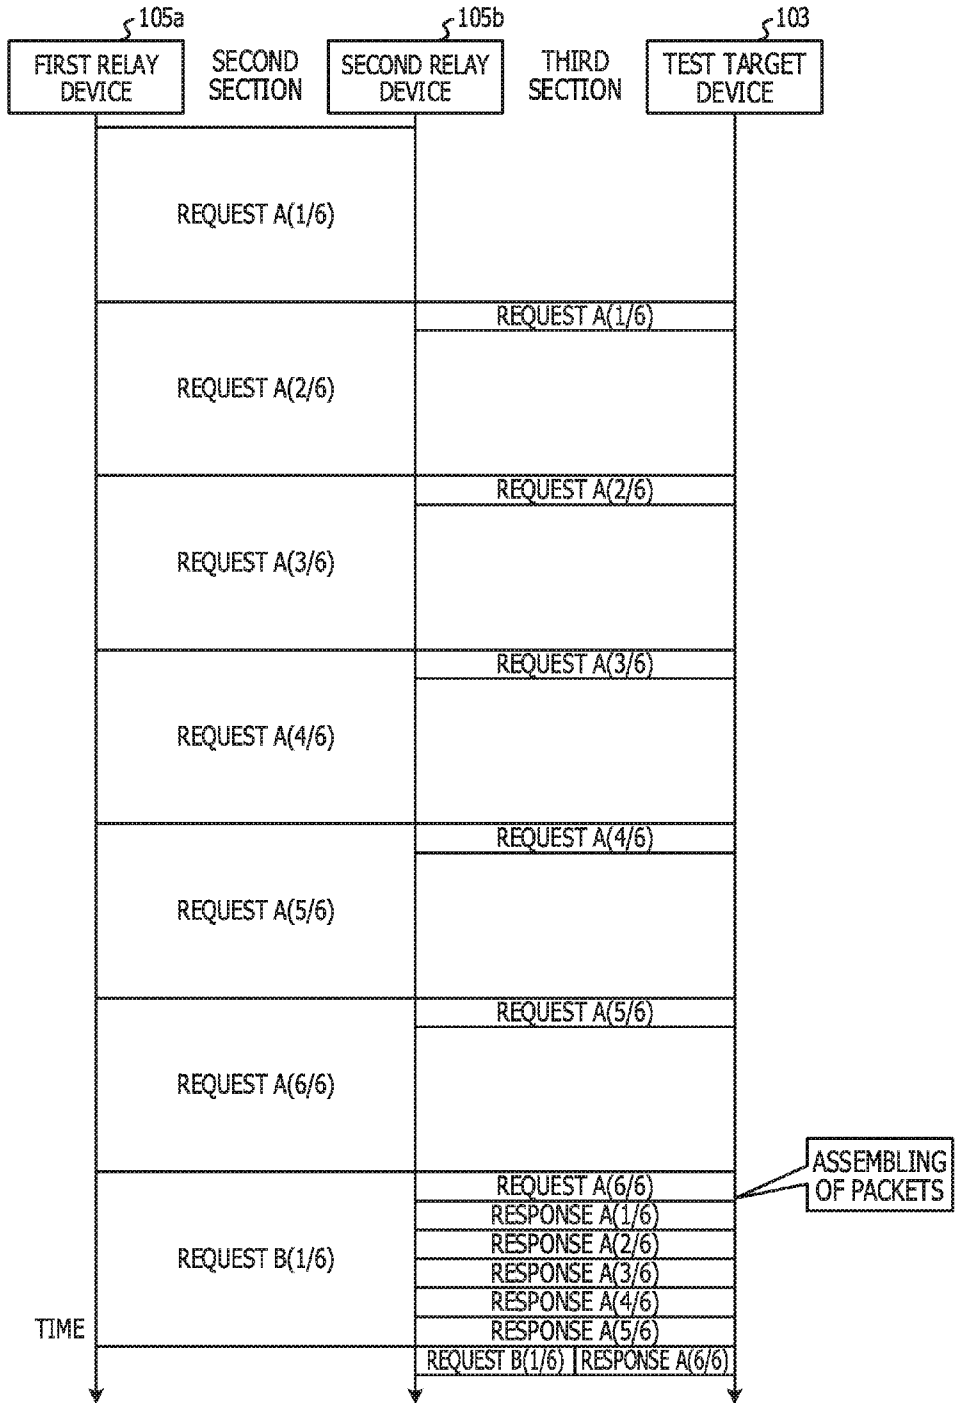 105a
105b
103
FIRST RELAY
DEVICE
SECOND
SECTION
SECOND RELAY
DEVICE
THIRD
SECTION
TEST TARGET
DEVICE
REQUEST A(1/6)
REQUEST A(1/6)
REQUEST A(2/6)
REQUEST A(2/6)
REQUEST A(3/6)
REQUEST A(3/6)
REQUEST A(4/6)
REQUEST A(4/6)
REQUEST A(5/6)
REQUEST A(5/6)
REQUEST A(6/6)
ASSEMBLING
OF PACKETS
REQUEST A(6/6)
RESPONSE A(1/6)
RESPONSE A(2/6)
REQUEST B(1/6)
RESPONSE A(3/6)
RESPONSE A(4/6)
TIME
RESPONSE A(5/6)
REQUEST B(1/6)
RESPONSE A(6/6)